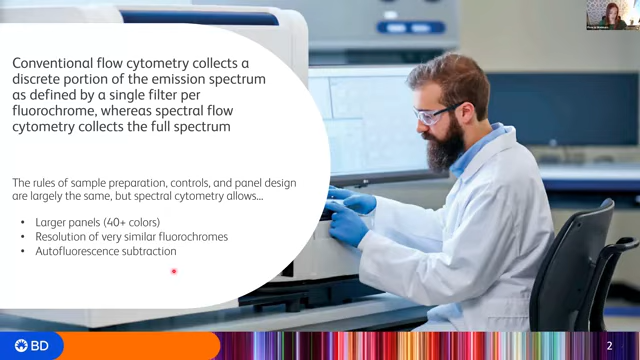 Conventional flow cytometry collects a
discrete portion of the emission spectrum
as defined by a single filter per
fluorochrome, whereas spectral flow
cytometry collects the full spectrum
The rules of sample preparation, controls, and panel design
are largely the same, but spectral cytometry allows...
• Larger panels (40+ colors)
• Resolution of very similar fluorochromes
• Autofluorescence subtraction
BD
2